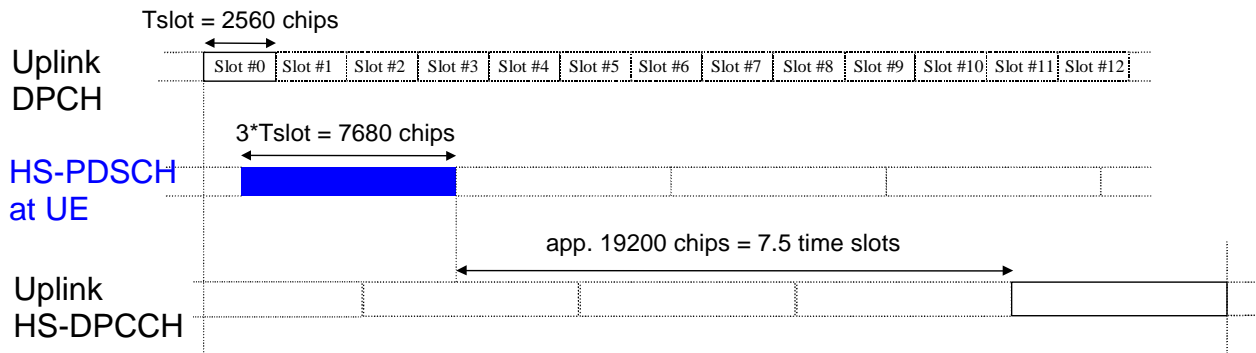 Tslot = 2560 chips
Uplink
DPCH
Slot #0 Slot #1 Slot #2 Slot #3 Slot #4 Slot #5 Slot #6 Slot #7 Slot #8 Slot #9 Slot #10 Slot #11 Slot #12
3*Tslot = 7680 chips
HS-PDSCH
at UE
app. 19200 chips = 7.5 time slots
Uplink
HS-DPCCH